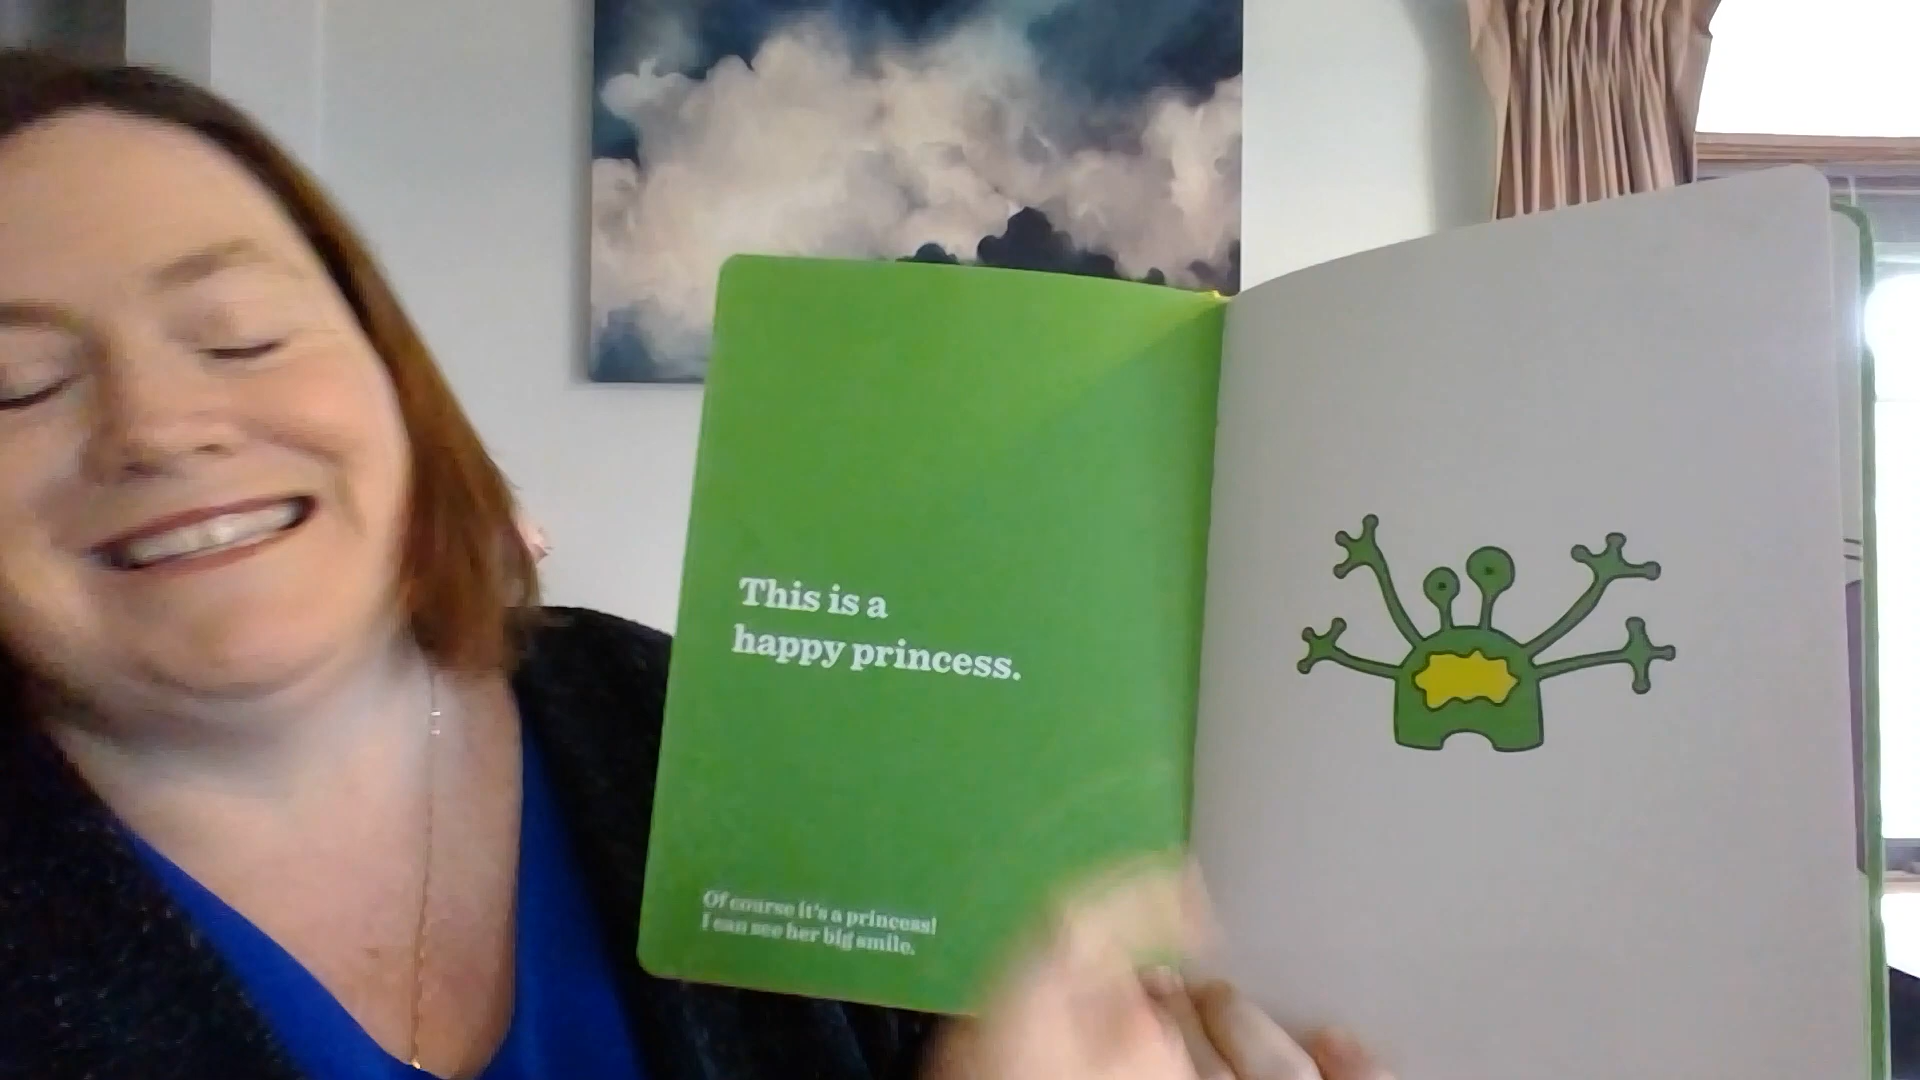 This is a
happy princess.
Of course it's a princess!
I can see her big smile.